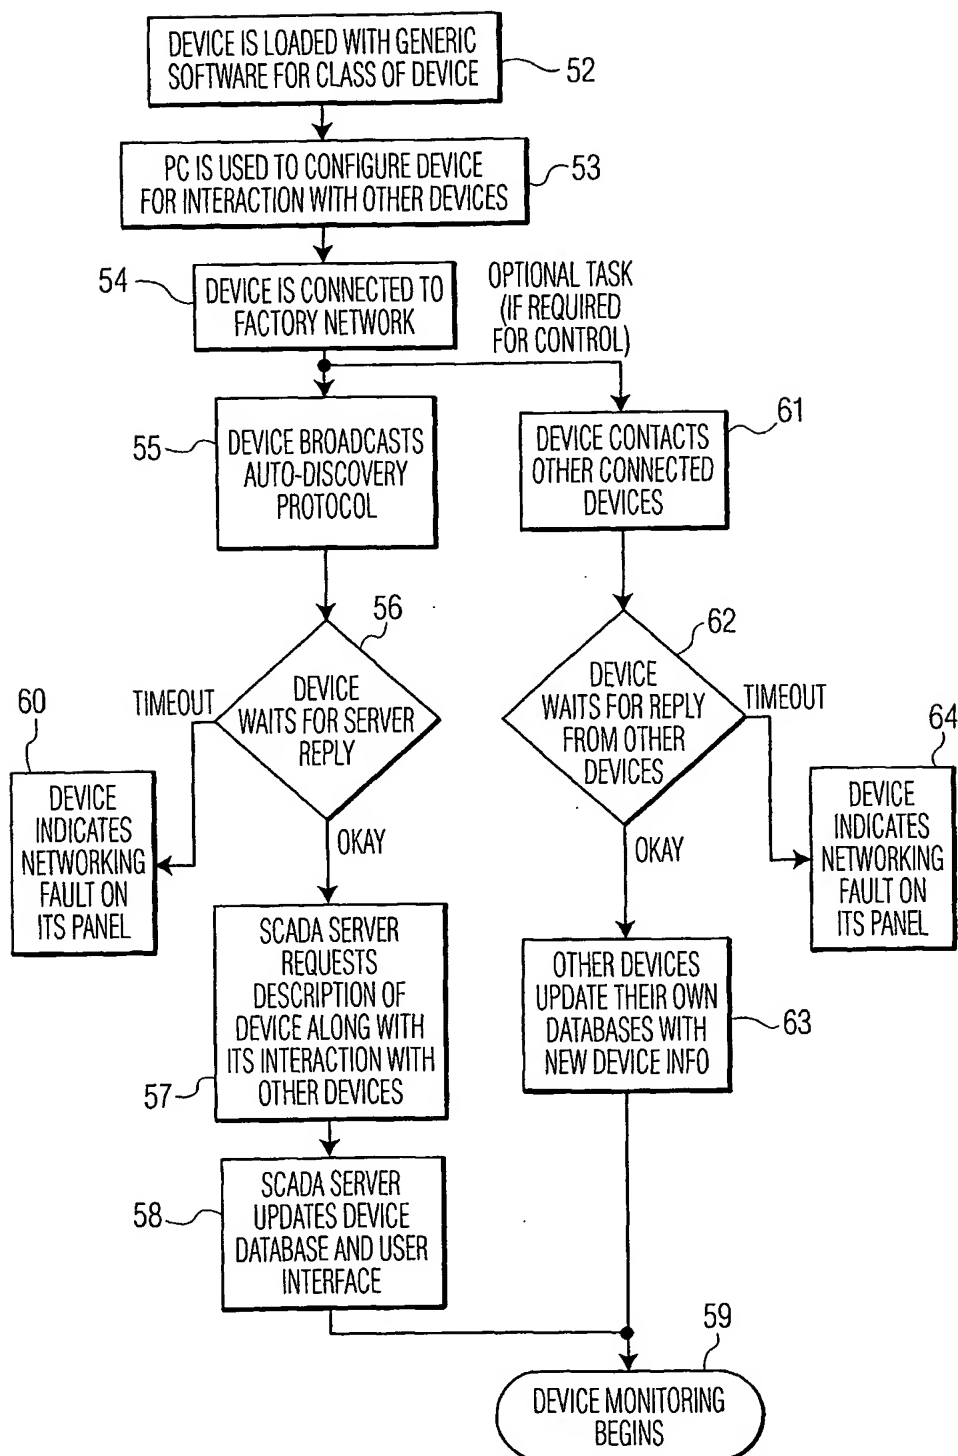 DEVICE IS LOADED WITH GENERIC
SOFTWARE FOR CLASS OF DEVICE
52
PC IS USED TO CONFIGURE DEVICE
FOR INTERACTION WITH OTHER DEVICES
53
54
DEVICE IS CONNECTED TO
FACTORY NETWORK
OPTIONAL TASK
(IF REQUIRED
FOR CONTROL)
55
DEVICE BROADCASTS
AUTO-DISCOVERY
PROTOCOL
61
DEVICE CONTACTS
OTHER CONNECTED
DEVICES
56
DEVICE
WAITS FOR SERVER
REPLY
TIMEOUT
OKAY
62
DEVICE
WAITS FOR REPLY
FROM OTHER
DEVICES
TIMEOUT
OKAY
60
DEVICE
INDICATES
NETWORKING
FAULT ON
ITS PANEL
64
DEVICE
INDICATES
NETWORKING
FAULT ON
ITS PANEL
SCADA SERVER
REQUESTS
DESCRIPTION OF
DEVICE ALONG WITH
ITS INTERACTION WITH
OTHER DEVICES
57
OTHER DEVICES
UPDATE THEIR OWN
DATABASES WITH
NEW DEVICE INFO
63
58
SCADA SERVER
UPDATES DEVICE
DATABASE AND USER
INTERFACE
59
DEVICE MONITORING
BEGINS